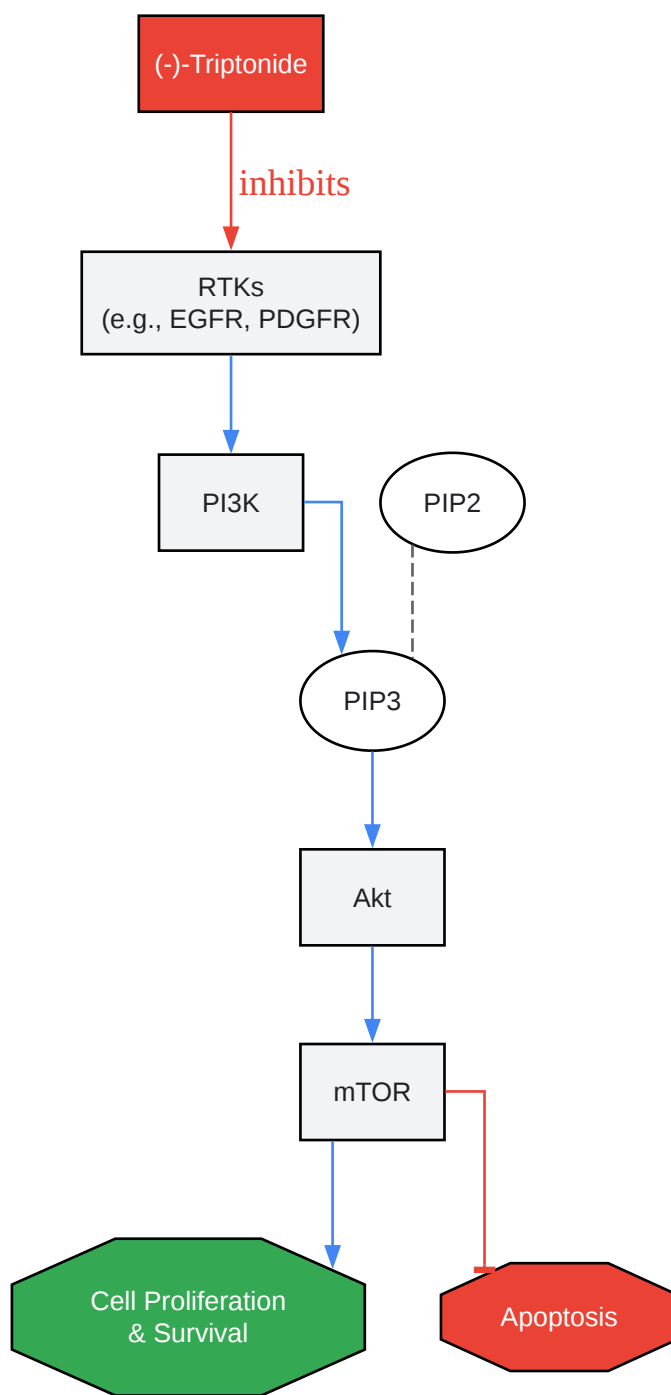 (-)-Triptonide
inhibits
RTKs
(e.g., EGFR, PDGFR)
PI3K
PIP2
PIP3
Akt
mTOR
Cell Proliferation
& Survival
Apoptosis